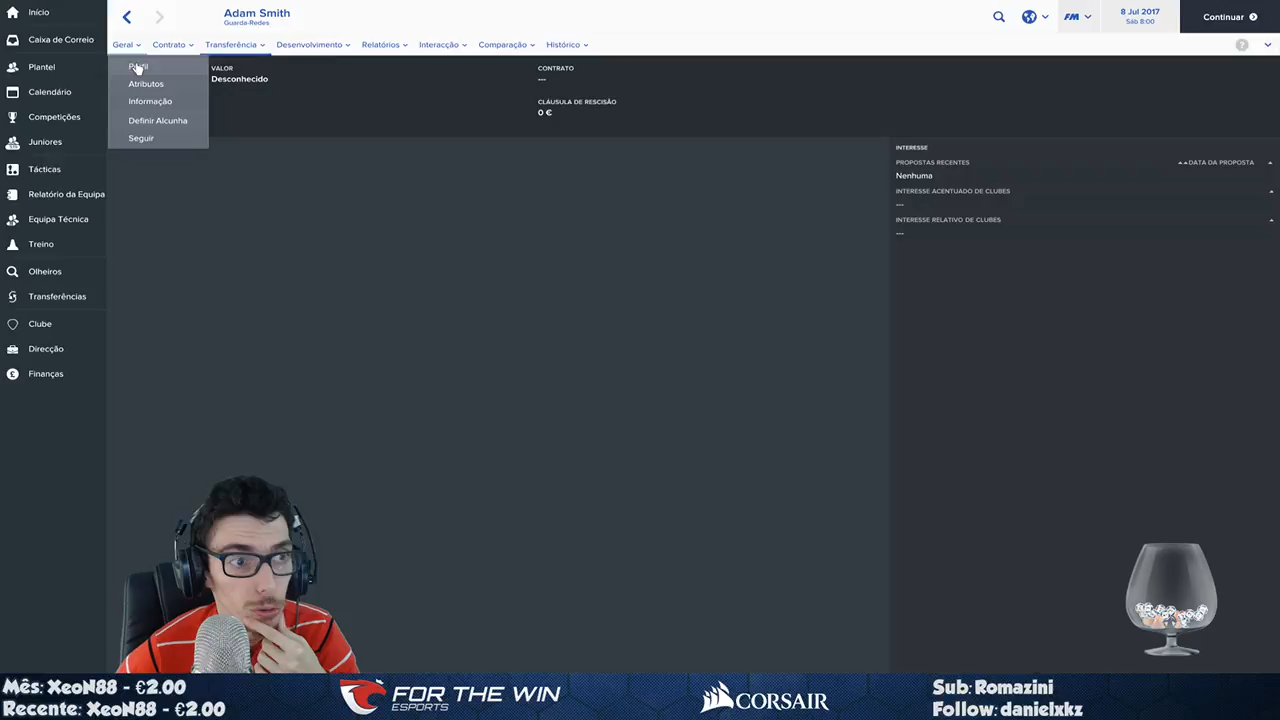 Início
Caixa de Correio
Plantel
Calendário
Competições
Juniores
Tácticas
Relatório da Equipa
Equipa Técnica
Treino
Olheiros
Transferências
Clube
Direcção
Finanças
Adam Smith
Guarda-Redes
FM
8 Jul 2017
Sáb 8:00
Continuar
Geral
Contrato
Transferência
Desenvolvimento
Relatórios
Interacção
Comparação
Histórico
?
Perfil
Atributos
Informação
Definir Alcunha
Seguir
VALOR
Desconhecido
CONTRATO
---
CLÁUSULA DE RESCISÃO
0 €
INTERESSE
PROPOSTAS RECENTES
DATA DA PROPOSTA
Nenhuma
INTERESSE ACENTUADO DE CLUBES
---
INTERESSE RELATIVO DE CLUBES
---
Mês: XeoN88 - €2.00
Recente: XeoN88 - €2.00
FOR THE WIN
ESPORTS
CORSAIR
Sub: Romazini
Follow: danielxkz